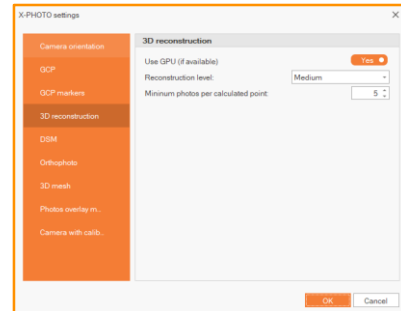 X-PHOTO settings
Camera orientation
GCP
GCP markers
3D reconstruction
DSM
Orthophoto
3D mesh
Photos overlay m..
Camera with calib..
3D reconstruction
Use GPU (if available) Yes
Reconstruction level: Medium
Mininum photos per calculated point: 5
OK Cancel